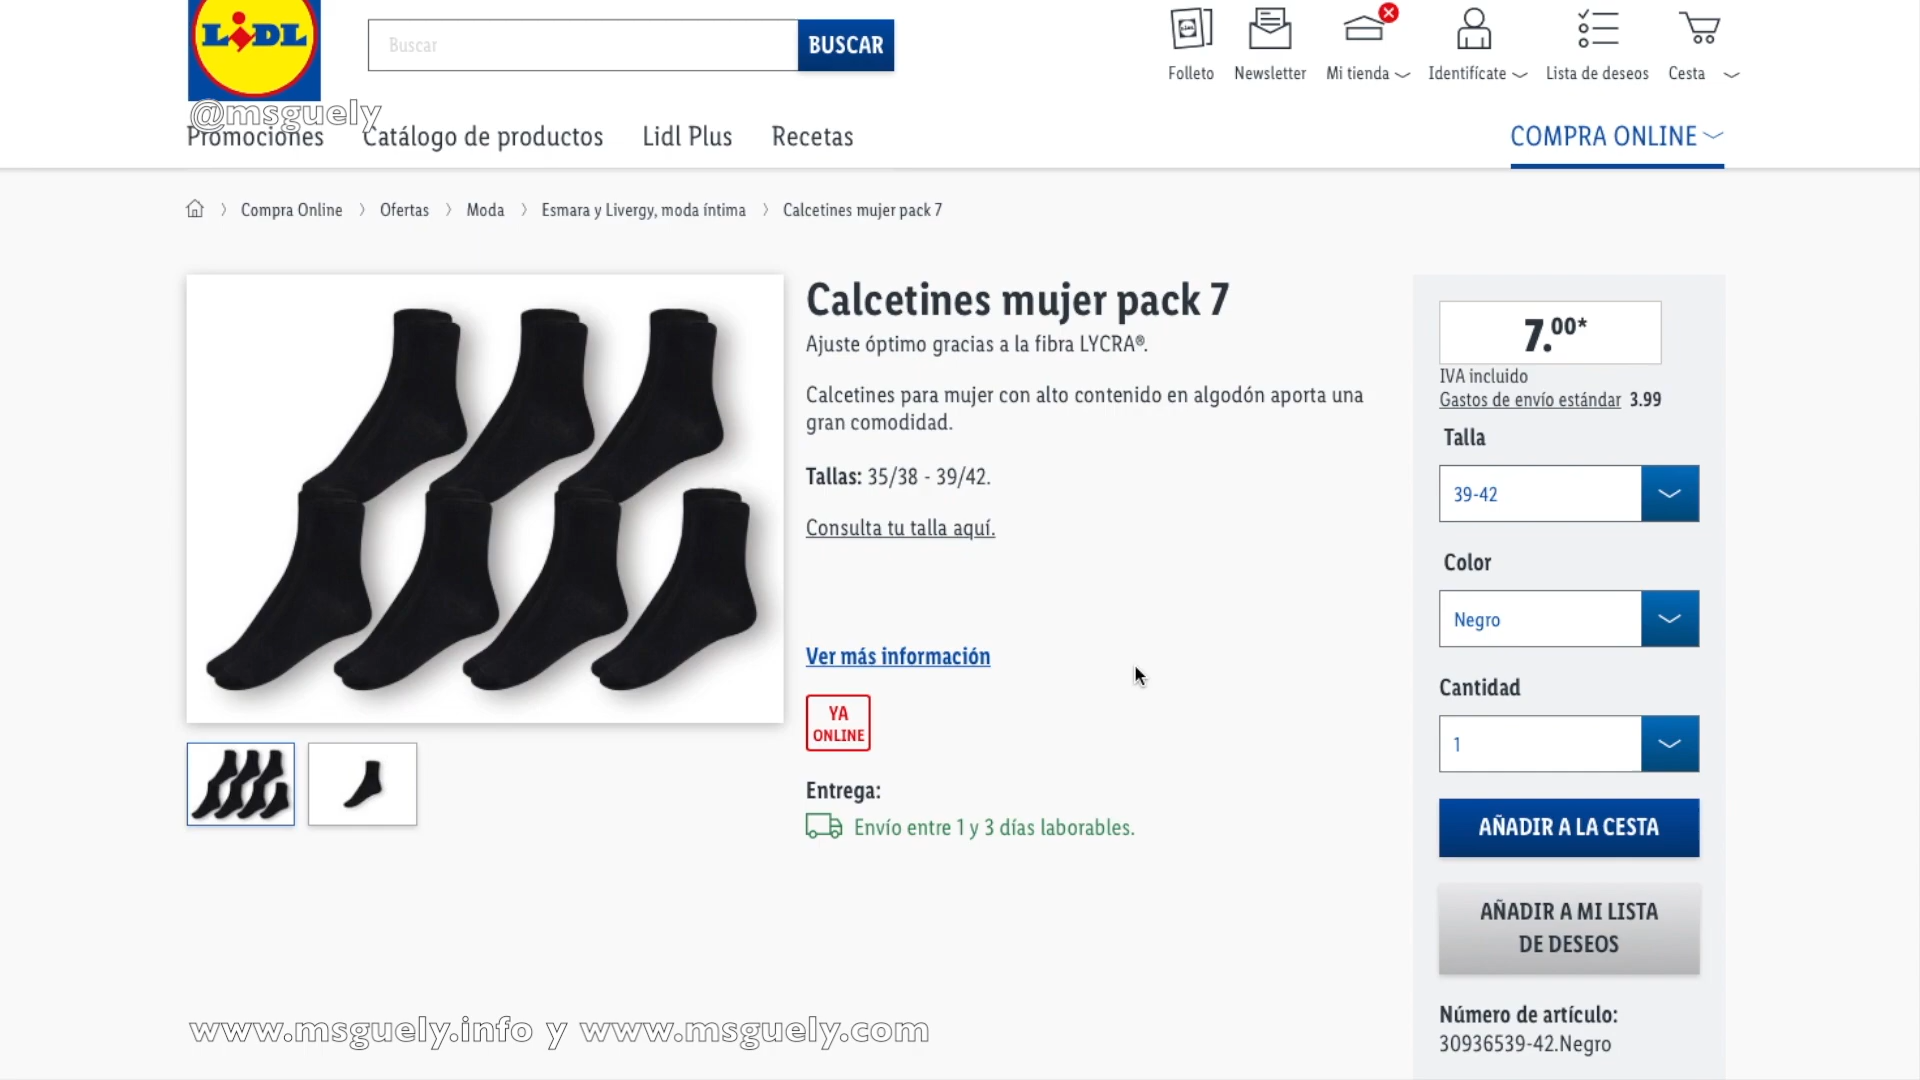 LIDL
Buscar
BUSCAR
Folleto
Newsletter
Mi tienda
Identifícate
Lista de deseos
Cesta
@msguely
Promociones
Catálogo de productos
Lidl Plus
Recetas
COMPRA ONLINE
Compra Online
Ofertas
Moda
Esmara y Livergy, moda íntima
Calcetines mujer pack 7
Calcetines mujer pack 7
Ajuste óptimo gracias a la fibra LYCRA®.
Calcetines para mujer con alto contenido en algodón aporta una
gran comodidad.
Tallas: 35/38 - 39/42.
Consulta tu talla aquí.
Ver más información
YA
ONLINE
Entrega:
Envío entre 1 y 3 días laborables.
7.00*
IVA incluido
Gastos de envío estándar 3.99
Talla
39-42
Color
Negro
Cantidad
1
AÑADIR A LA CESTA
AÑADIR A MI LISTA
DE DESEOS
Número de artículo:
30936539-42.Negro
www.msguely.info y www.msguely.com